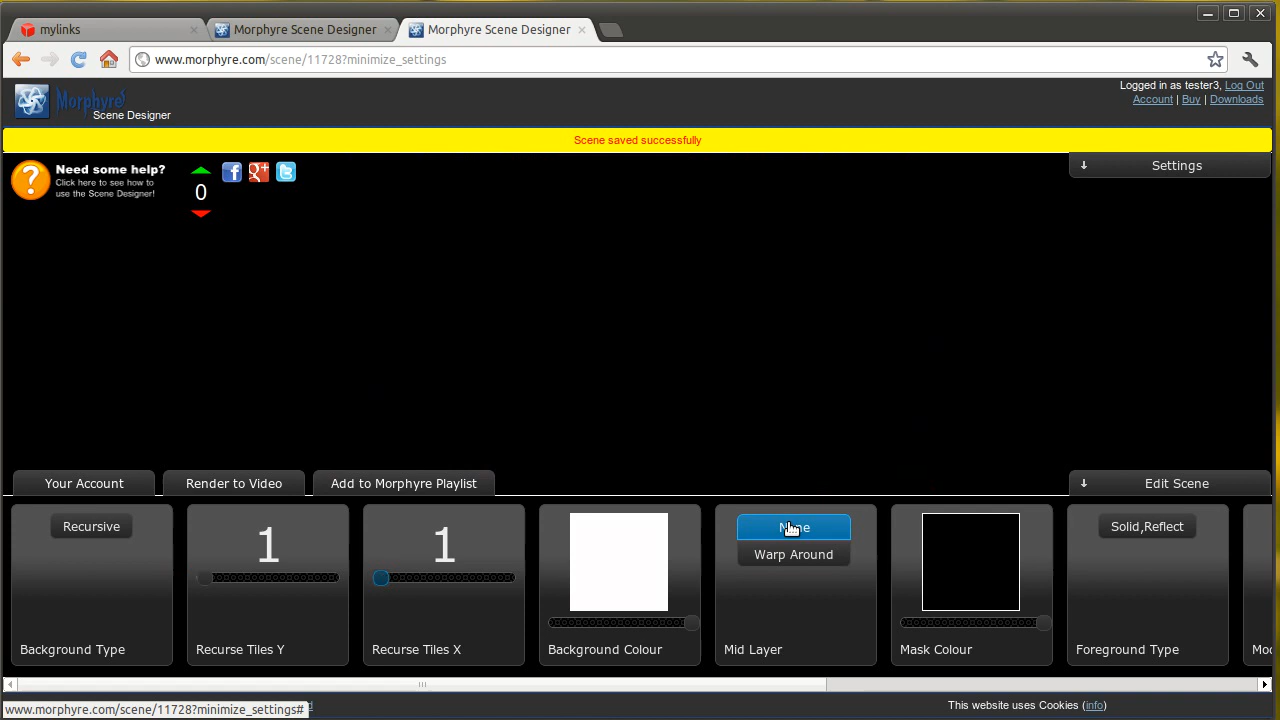 mylinks
Morphyre Scene Designer
Morphyre Scene Designer
www.morphyre.com/scene/11728?minimize_settings
Morphyre
Scene Designer
Logged in as tester3, Log Out
Account | Buy | Downloads
Scene saved successfully
Need some help?
Click here to see how to
use the Scene Designer!
0
Settings
Your Account
Render to Video
Add to Morphyre Playlist
Edit Scene
Recursive
Background Type
1
Recurse Tiles Y
1
Recurse Tiles X
Background Colour
None
Warp Around
Mid Layer
Mask Colour
Solid,Reflect
Foreground Type
www.morphyre.com/scene/11728?minimize_settings#
This website uses Cookies (info)